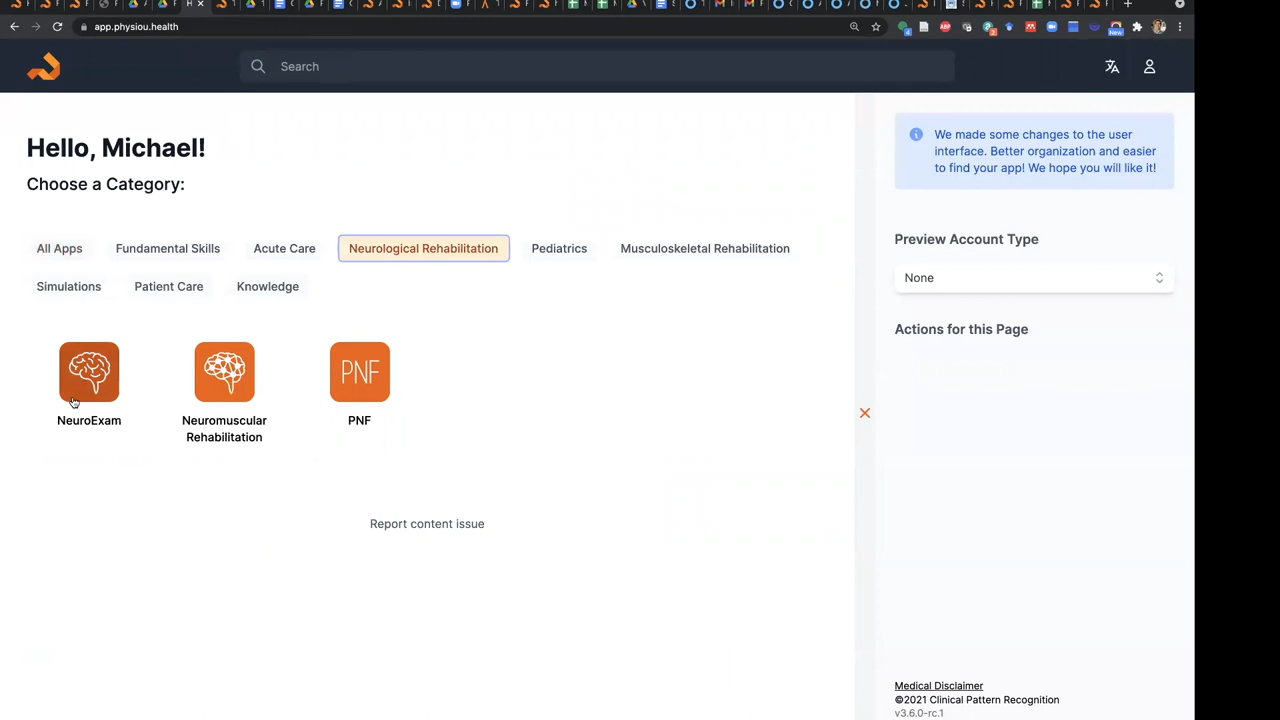 app.physiou.health
New
Search
Hello, Michael!
Choose a Category:
All Apps
Fundamental Skills
Acute Care
Neurological Rehabilitation
Pediatrics
Musculoskeletal Rehabilitation
Simulations
Patient Care
Knowledge
PNF
NeuroExam
Neuromuscular
Rehabilitation
PNF
Report content issue
We made some changes to the user
interface. Better organization and easier
to find your app! We hope you will like it!
Preview Account Type
None
Actions for this Page
Medical Disclaimer
©2021 Clinical Pattern Recognition
v3.6.0-rc.1